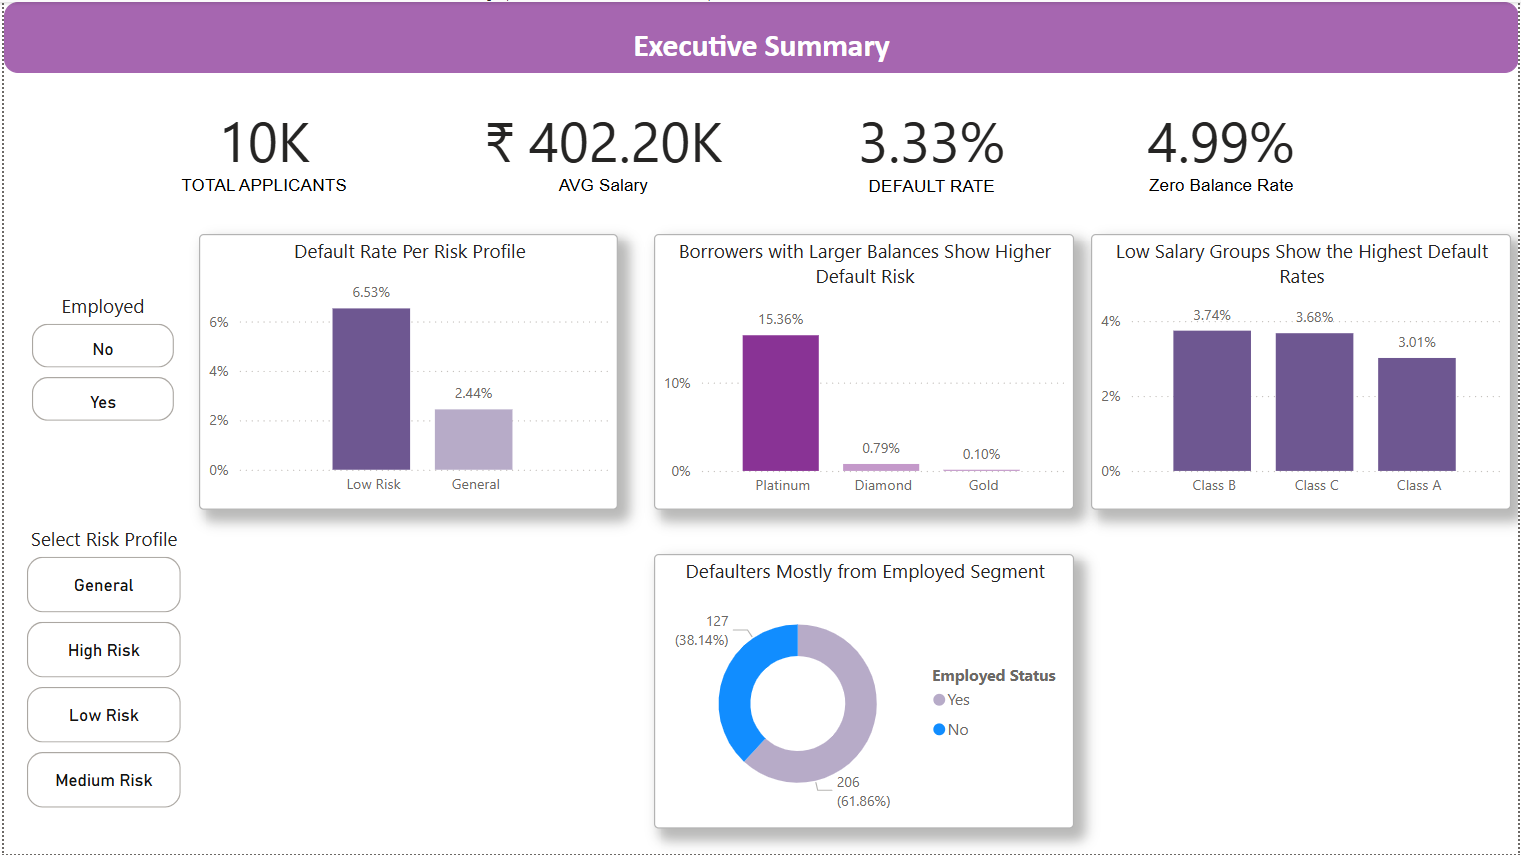 Executive Summary
10K
TOTAL APPLICANTS
₹ 402.20K
AVG Salary
3.33%
DEFAULT RATE
4.99%
Zero Balance Rate
Employed
No
Yes
Select Risk Profile
General
High Risk
Low Risk
Medium Risk
Default Rate Per Risk Profile
6%
4%
2%
0%
6.53%
2.44%
Low Risk
General
Borrowers with Larger Balances Show Higher
Default Risk
10%
0%
15.36%
0.79%
0.10%
Platinum
Diamond
Gold
Low Salary Groups Show the Highest Default
Rates
4%
2%
0%
3.74%
3.68%
3.01%
Class B
Class C
Class A
Defaulters Mostly from Employed Segment
127
(38.14%)
206
(61.86%)
Employed Status
Yes
No